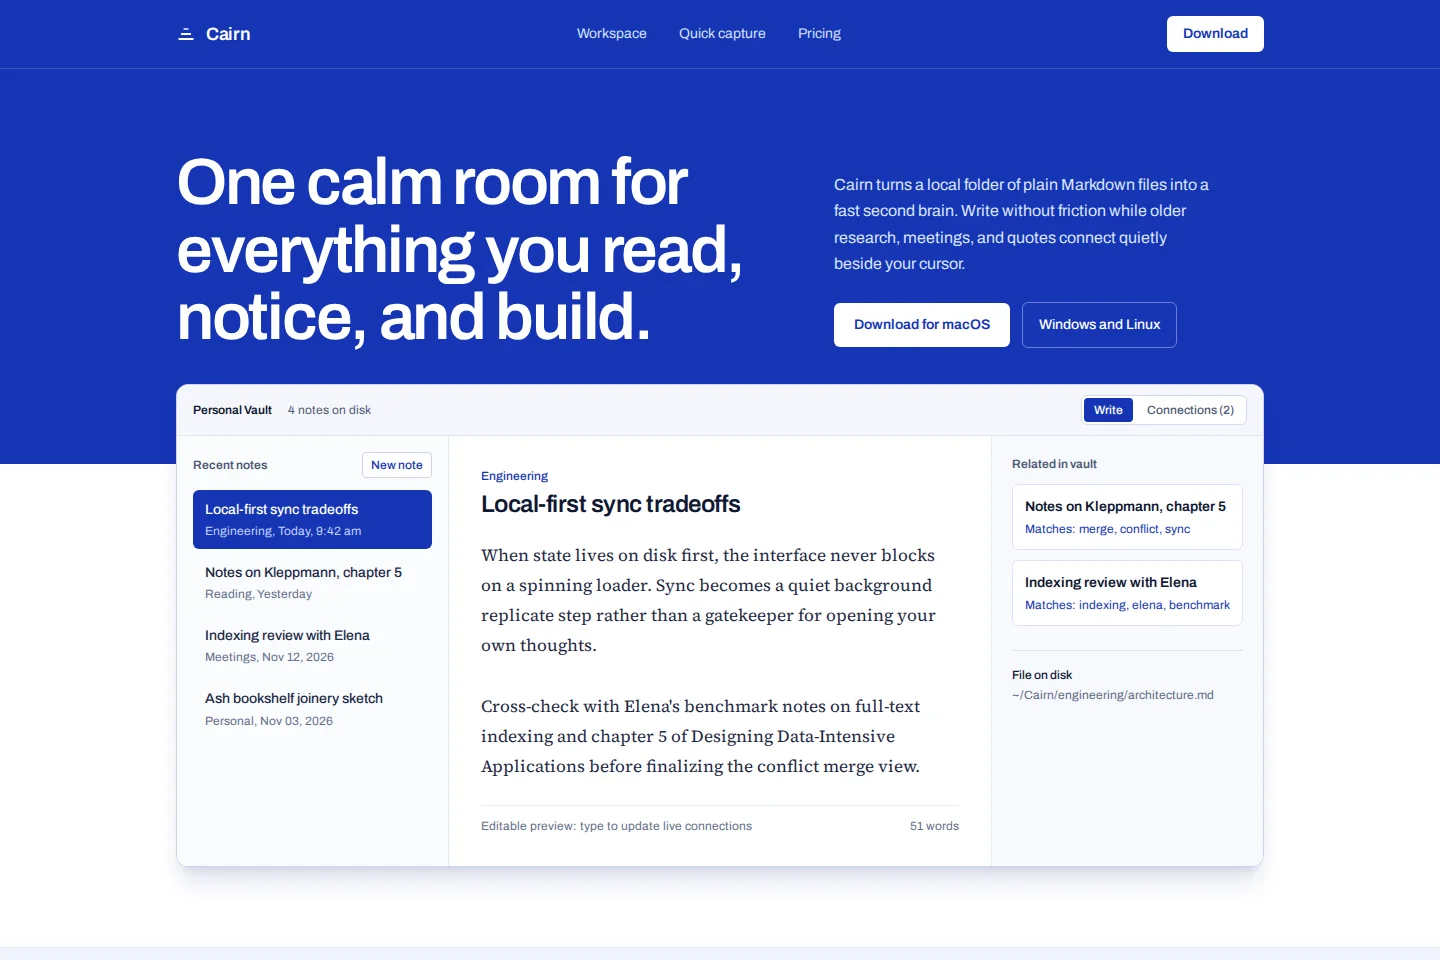 Cairn
Workspace
Quick capture
Pricing
Download
One calm room for
everything you read,
notice, and build.
Cairn turns a local folder of plain Markdown files into a
fast second brain. Write without friction while older
research, meetings, and quotes connect quietly
beside your cursor.
Download for macOS
Windows and Linux
Personal Vault
4 notes on disk
Write
Connections (2)
Recent notes
New note
Local-first sync tradeoffs
Engineering, Today, 9:42 am
Notes on Kleppmann, chapter 5
Reading, Yesterday
Indexing review with Elena
Meetings, Nov 12, 2026
Ash bookshelf joinery sketch
Personal, Nov 03, 2026
Engineering
Local-first sync tradeoffs
When state lives on disk first, the interface never blocks
on a spinning loader. Sync becomes a quiet background
replicate step rather than a gatekeeper for opening your
own thoughts.
Cross-check with Elena's benchmark notes on full-text
indexing and chapter 5 of Designing Data-Intensive
Applications before finalizing the conflict merge view.
Editable preview: type to update live connections
51 words
Related in vault
Notes on Kleppmann, chapter 5
Matches: merge, conflict, sync
Indexing review with Elena
Matches: indexing, elena, benchmark
File on disk
~/Cairn/engineering/architecture.md